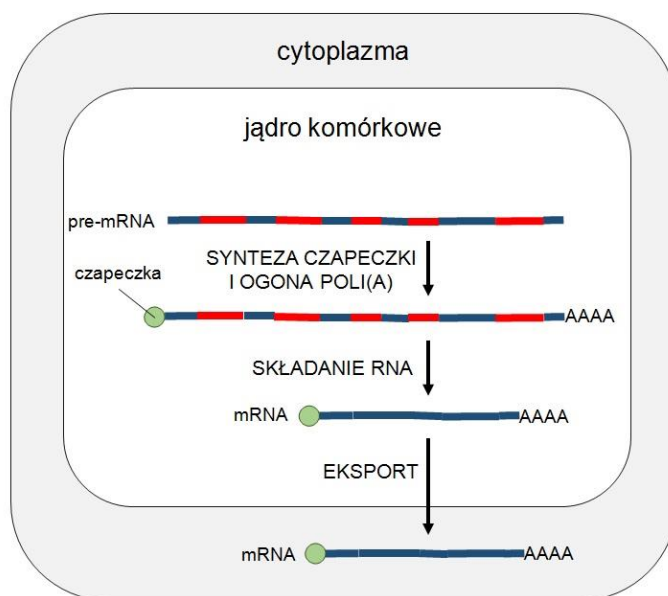 cytoplazma
jądro komórkowe
pre-mRNA
SYNTEZA CZAPECZKI
I OGONA POLI(A)
czapeczka
AAAA
SKŁADANIE RNA
mRNA
AAAA
EKSPORT
mRNA
AAAA